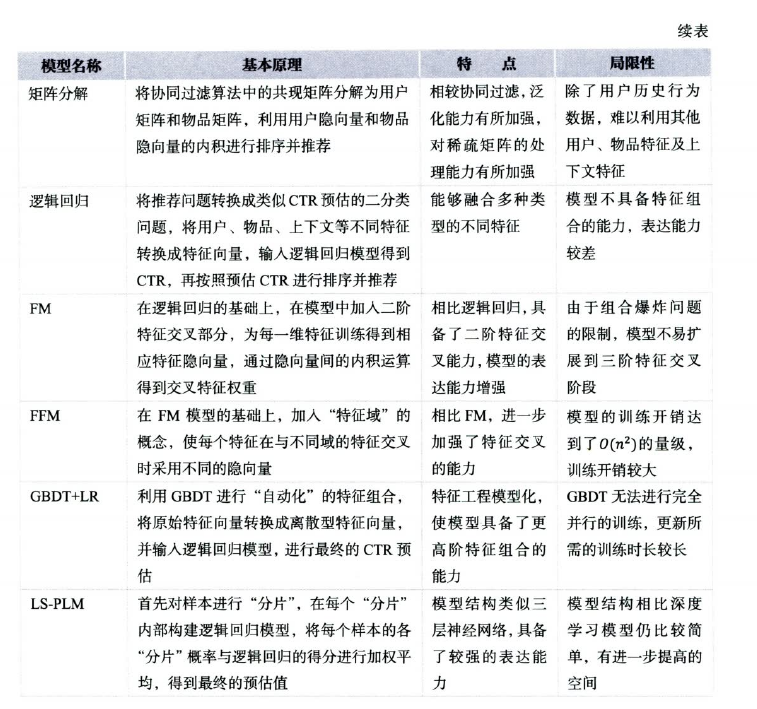 续表
模型名称 基本原理 特 点 局限性
矩阵分解 将协同过滤算法中的共现矩阵分解为用户 相较协同过滤，泛 除了用户历史行为
矩阵和物品矩阵，利用用户隐向量和物品 化能力有所加强， 数据，难以利用其他
隐向量的内积进行排序并推荐 对稀疏矩阵的处 用户、物品特征及上
理能力有所加强 下文特征
逻辑回归 将推荐问题转换成类似 CTR 预估的二分类 能够融合多种类 模型不具备特征组
问题，将用户、物品、上下文等不同特征 型的不同特征 合的能力，表达能力
转换成特征向量，输入逻辑回归模型得到 较差
CTR，再按照预估 CTR 进行排序并推荐
FM 在逻辑回归的基础上，在模型中加入二阶 相比逻辑回归，具 由于组合爆炸问题
特征交叉部分，为每一维特征训练得到相 备了二阶特征交 的限制，模型不易扩
应特征隐向量，通过隐向量间的内积运算 叉能力，模型的表 展到三阶特征交叉
得到交叉特征权重 达能力增强 阶段
FFM 在 FM 模型的基础上，加入“特征域”的 相比 FM，进一步 模型的训练开销达
概念，使每个特征在与不同域的特征交叉 加强了特征交叉 到了O(n²)的量级，
时采用不同的隐向量 的能力 训练开销较大
GBDT+LR 利用 GBDT 进行“自动化”的特征组合， 特征工程模型化， GBDT 无法进行完全
将原始特征向量转换成离散型特征向量， 使模型具备了更 并行的训练，更新所
并输入逻辑回归模型，进行最终的 CTR 预 高阶特征组合的 需的训练时长较长
估 能力
LS-PLM 首先对样本进行“分片”，在每个“分片” 模型结构类似三 模型结构相比深度
内部构建逻辑回归模型，将每个样本的各 层神经网络，具备 学习模型仍比较简
“分片”概率与逻辑回归的得分进行加权平 了较强的表达能 单，有进一步提高的
均，得到最终的预估值 力 空间